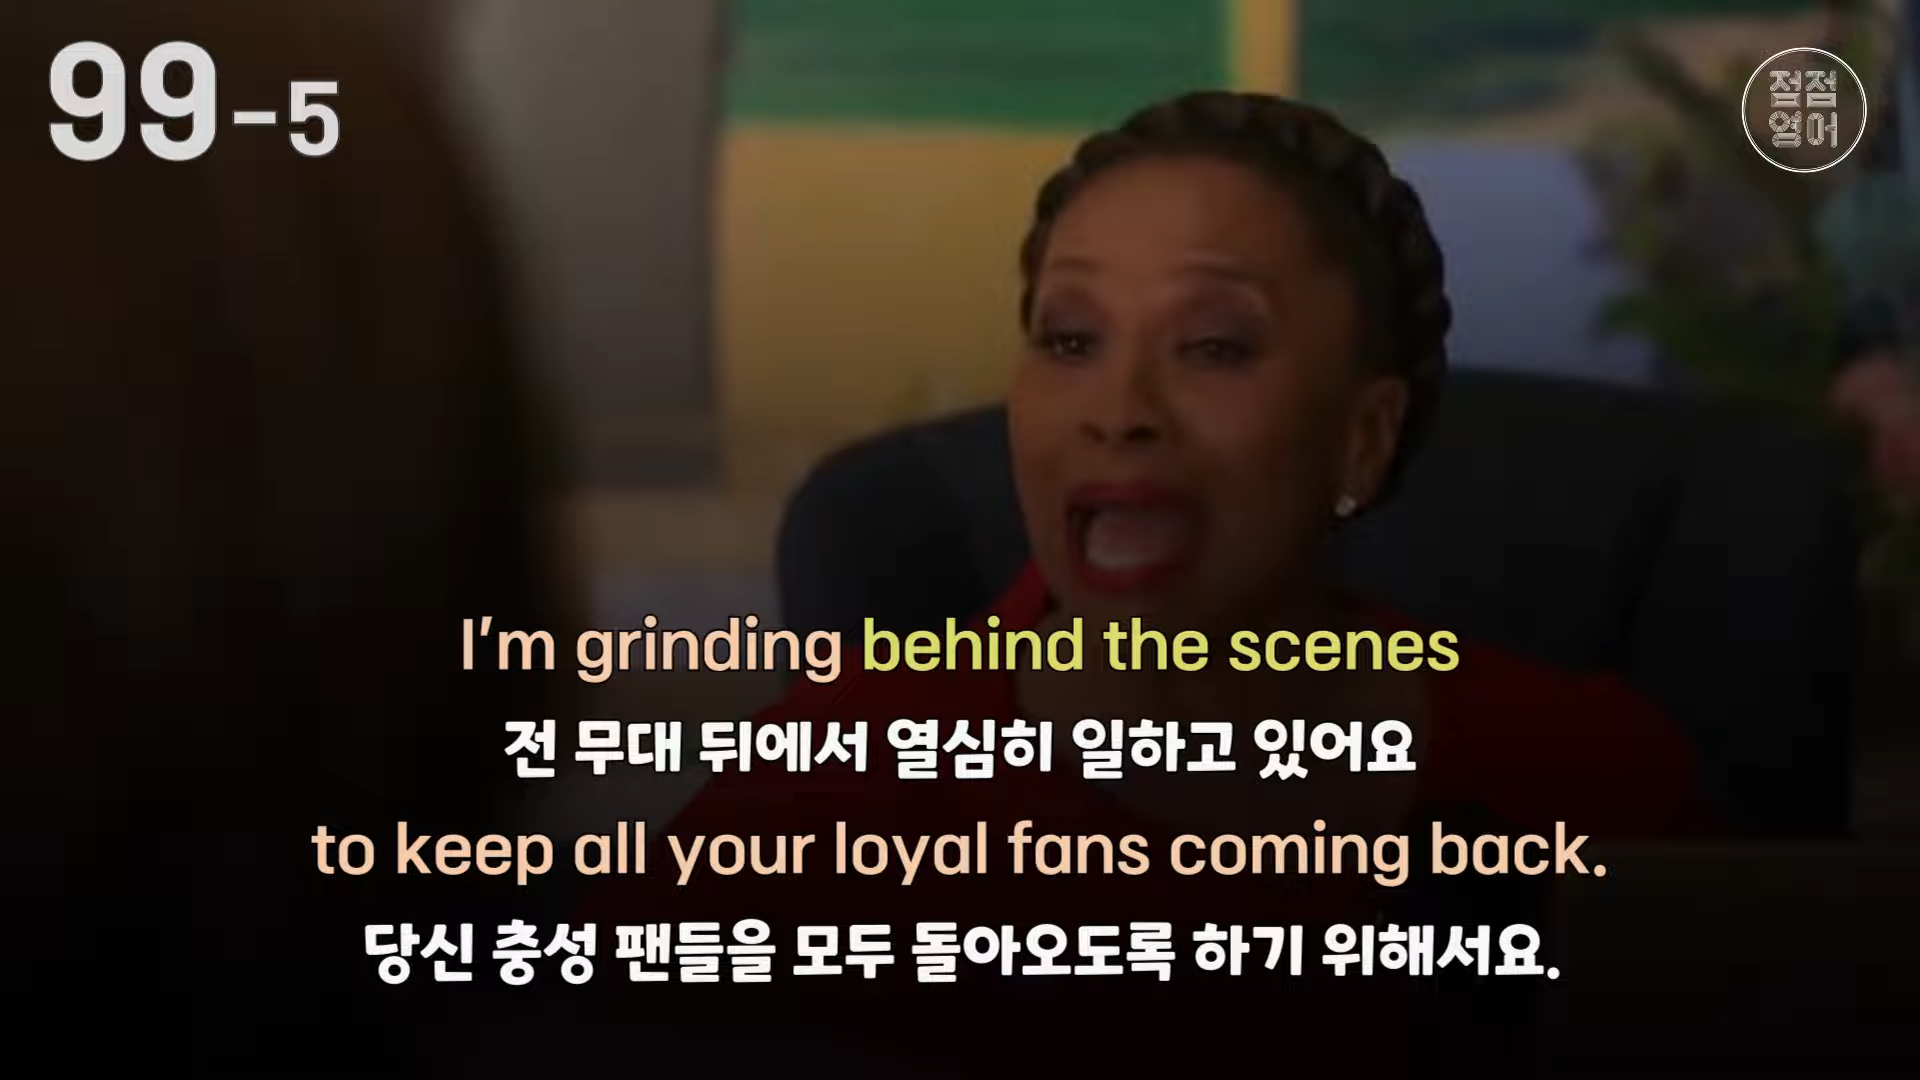 99-5
점점
영어
I'm grinding behind the scenes
전 무대 뒤에서 열심히 일하고 있어요
to keep all your loyal fans coming back.
당신 충성 팬들을 모두 돌아오도록 하기 위해서요.